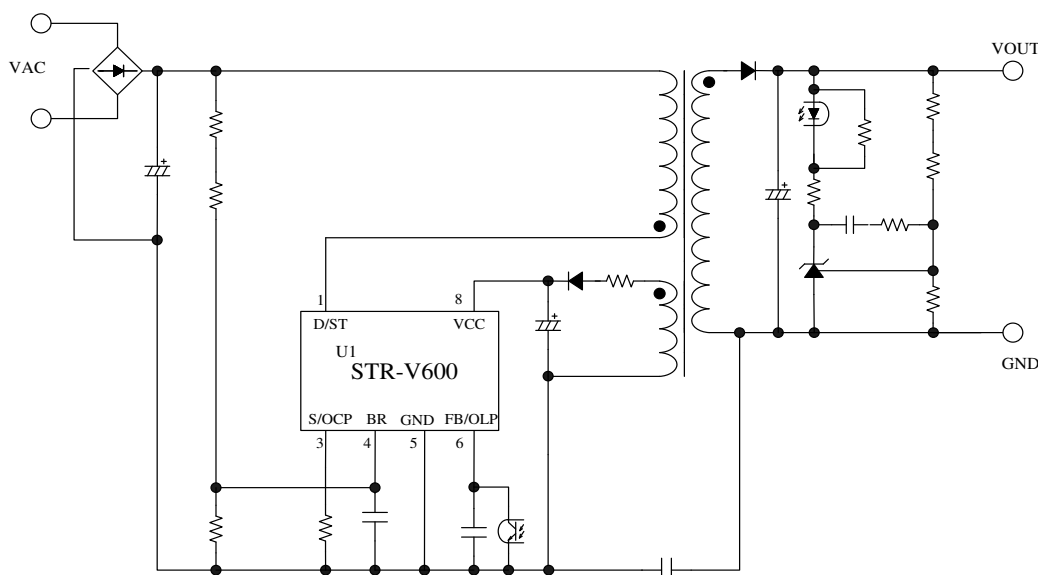 VAC
VOUT
1
8
D/ST
VCC
U1
STR-V600
S/OCP
BR
GND
FB/OLP
3
4
5
6
GND
+
+
+